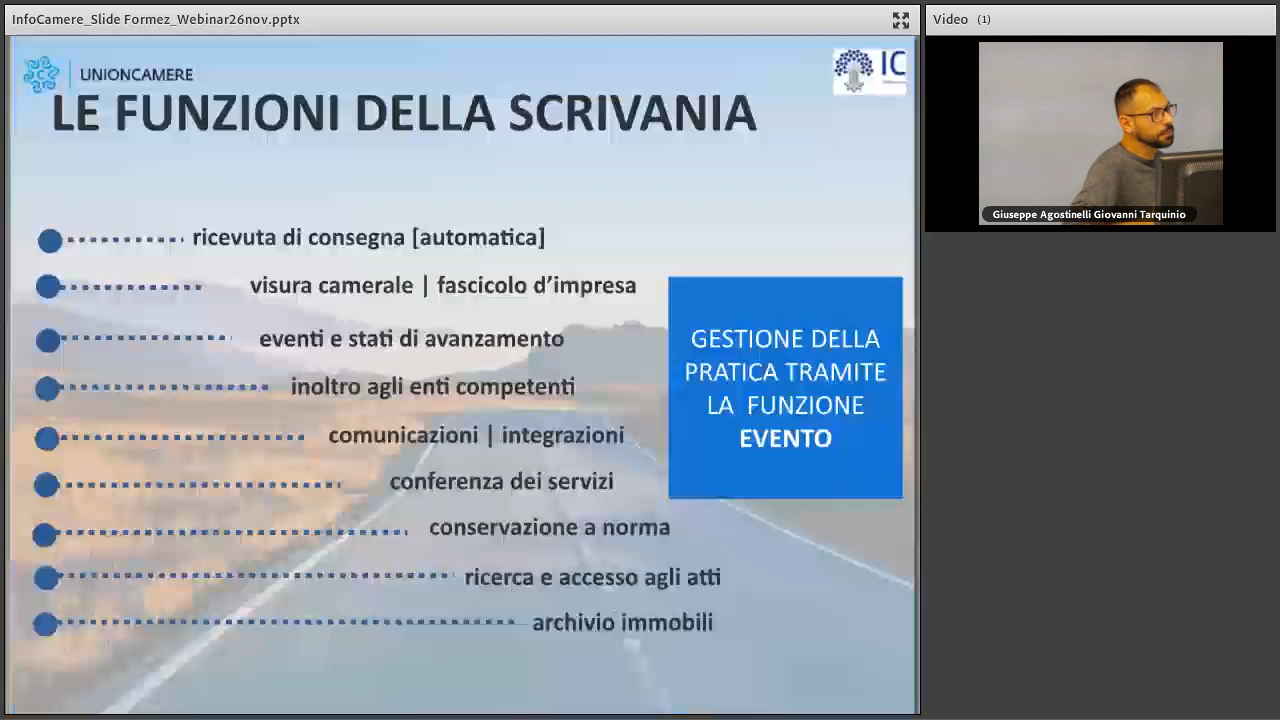 InfoCamere_Slide Formez_Webinar26nov.pptx
Video (1)
UNIONCAMERE
IC
LE FUNZIONI DELLA SCRIVANIA
ricevuta di consegna [automatica]
visura camerale | fascicolo d’impresa
eventi e stati di avanzamento
inoltro agli enti competenti
comunicazioni | integrazioni
conferenza dei servizi
conservazione a norma
ricerca e accesso agli atti
archivio immobili
GESTIONE DELLA
PRATICA TRAMITE
LA FUNZIONE
EVENTO
Giuseppe Agostinelli Giovanni Tarquinio